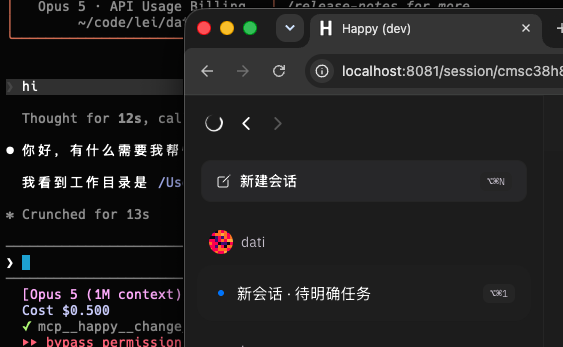 Opus 5 · API Usage Billing
~/code/lei/da
/release-notes for more
❯ hi
Thought for 12s, cal
● 你好，有什么需要我帮
我看到工作目录是 /Use
✻ Crunched for 13s
❯
[Opus 5 (1M context)
Cost $0.500
✓ mcp__happy__change_
▸▸ bypass permission
Happy (dev)
localhost:8081/session/cmsc38h8
新建会话
⌥⌘N
dati
新会话 · 待明确任务
⌥⌘1